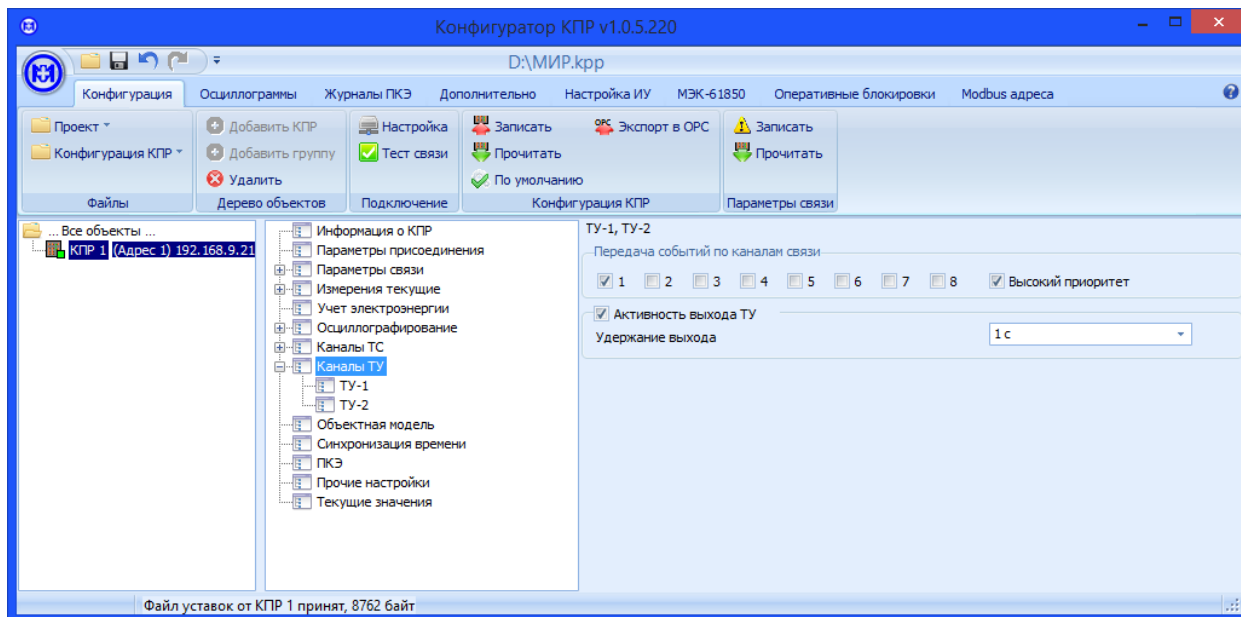 Конфигуратор КПР v1.0.5.220
D:\МИР.kpp
Конфигурация Осциллограммы Журналы ПКЭ Дополнительно Настройка ИУ МЭК-61850 Оперативные блокировки Modbus адреса
Проект Добавить КПР Настройка Записать Экспорт в OPC Записать
Конфигурация КПР Добавить группу Тест связи Прочитать Прочитать
Удалить По умолчанию
Файлы Дерево объектов Подключение Конфигурация КПР Параметры связи
... Все объекты ...
КПР 1 (Адрес 1) 192.168.9.21
Информация о КПР
Параметры присоединения
Параметры связи
Измерения текущие
Учет электроэнергии
Осциллографирование
Каналы ТС
Каналы ТУ
ТУ-1
ТУ-2
Объектная модель
Синхронизация времени
ПКЭ
Прочие настройки
Текущие значения
ТУ-1, ТУ-2
Передача событий по каналам связи
1 2 3 4 5 6 7 8 Высокий приоритет
Активность выхода ТУ
Удержание выхода 1 с
Файл уставок от КПР 1 принят, 8762 байт